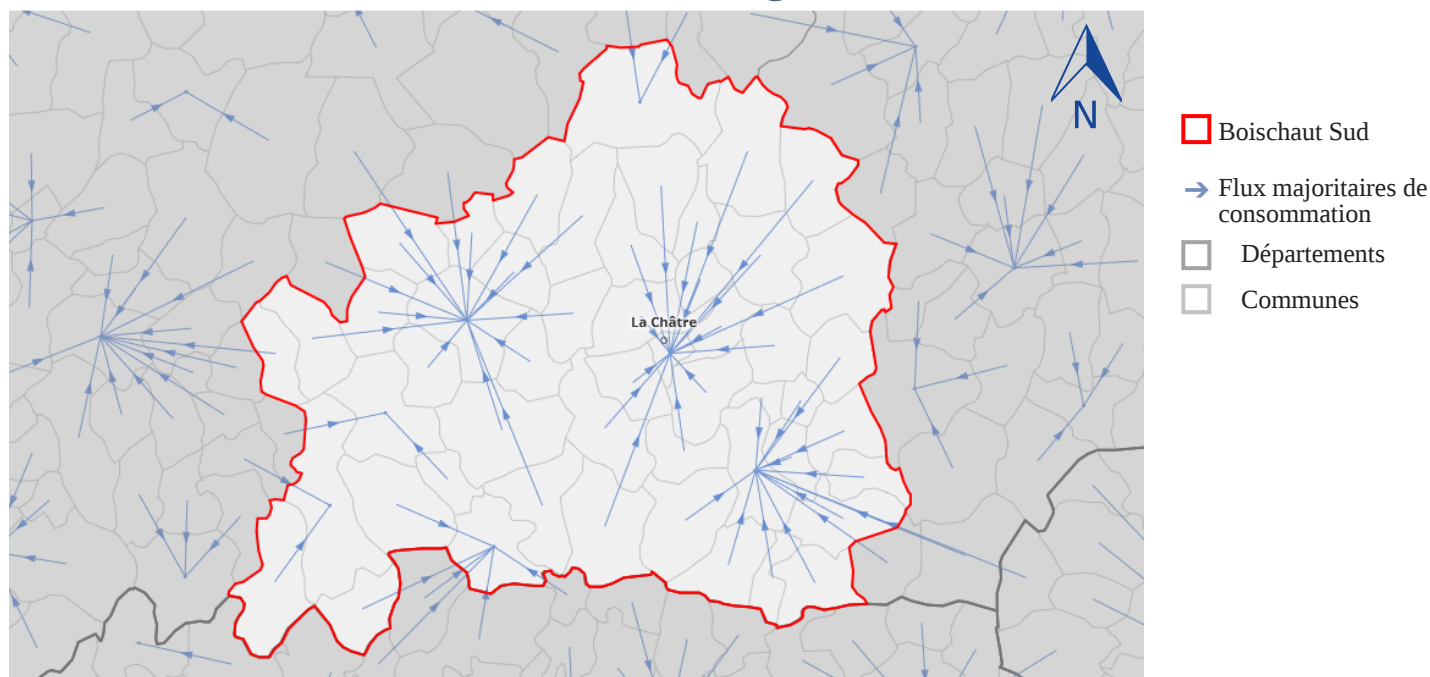 La Châtre
N
Boischaut Sud
Flux majoritaires de
consommation
Départements
Communes